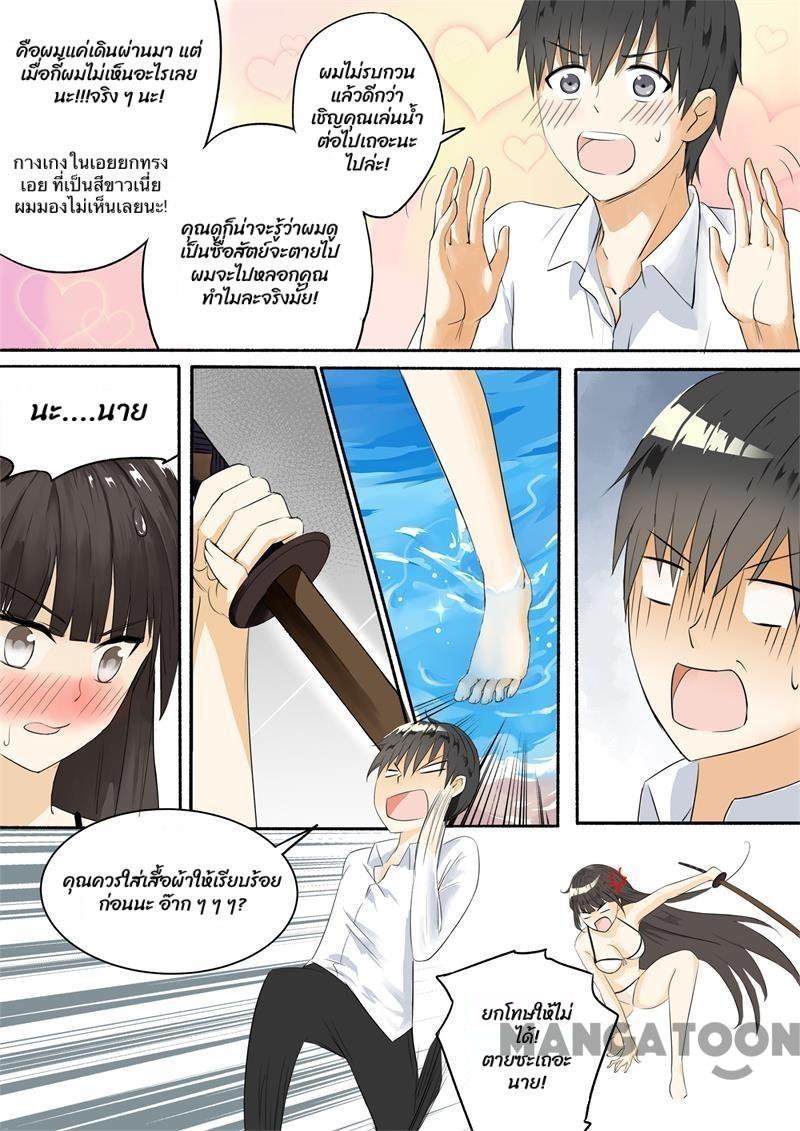 คือผมแค่เดินผ่านมา แต่
เมื่อกี้ผมไม่เห็นอะไรเลย
นะ!!!จริง ๆ นะ!
กางเกงในเอยยกทรง
เอย ที่เป็นสีขาวเนี่ย
ผมมองไม่เห็นเลยนะ!
ผมไม่รบกวน
แล้วดีกว่า
เชิญคุณเล่นน้ำ
ต่อไปเถอะนะ
ไปล่ะ!
คุณดูก็น่าจะรู้ว่าผมดู
เป็นซื่อสัตย์จะตายไป
ผมจะไปหลอกคุณ
ทำไมละจริงมั้ย!
นะ....นาย
คุณควรใส่เสื้อผ้าให้เรียบร้อย
ก่อนนะ อ๊าก ๆ ๆ ๆ?
ยกโทษให้ไม่
ได้!
ตายซะเถอะ
นาย!
MANGATOON